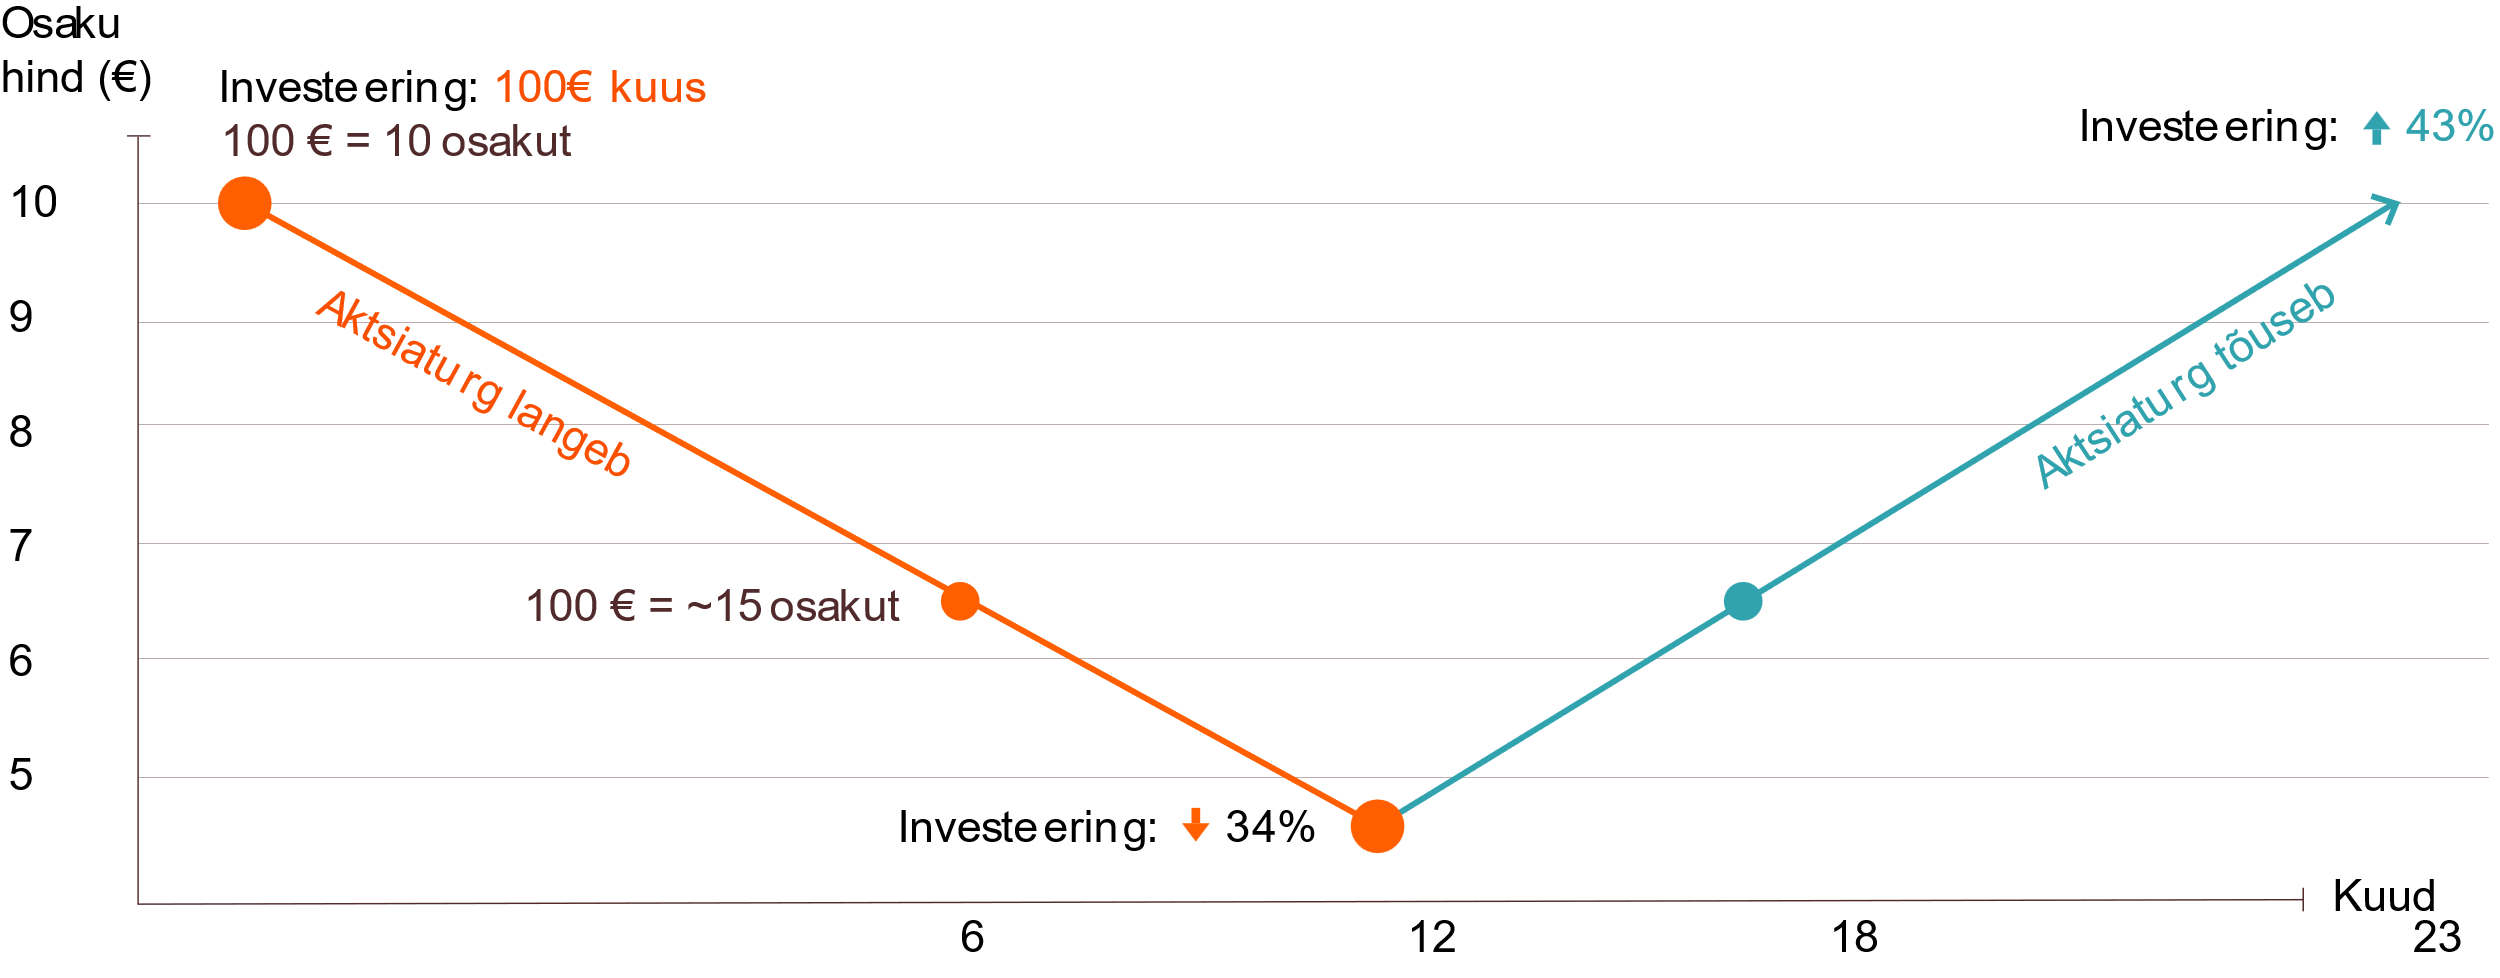 Osaku
hind (€)
Investeering: 100€ kuus
100 € = 10 osakut
Investeering: 43%
10
9
Aktsiaturg langeb
Aktsiaturg tõuseb
8
7
100 € = ~15 osakut
6
5
Investeering: 34%
Kuud
6 12 18 23